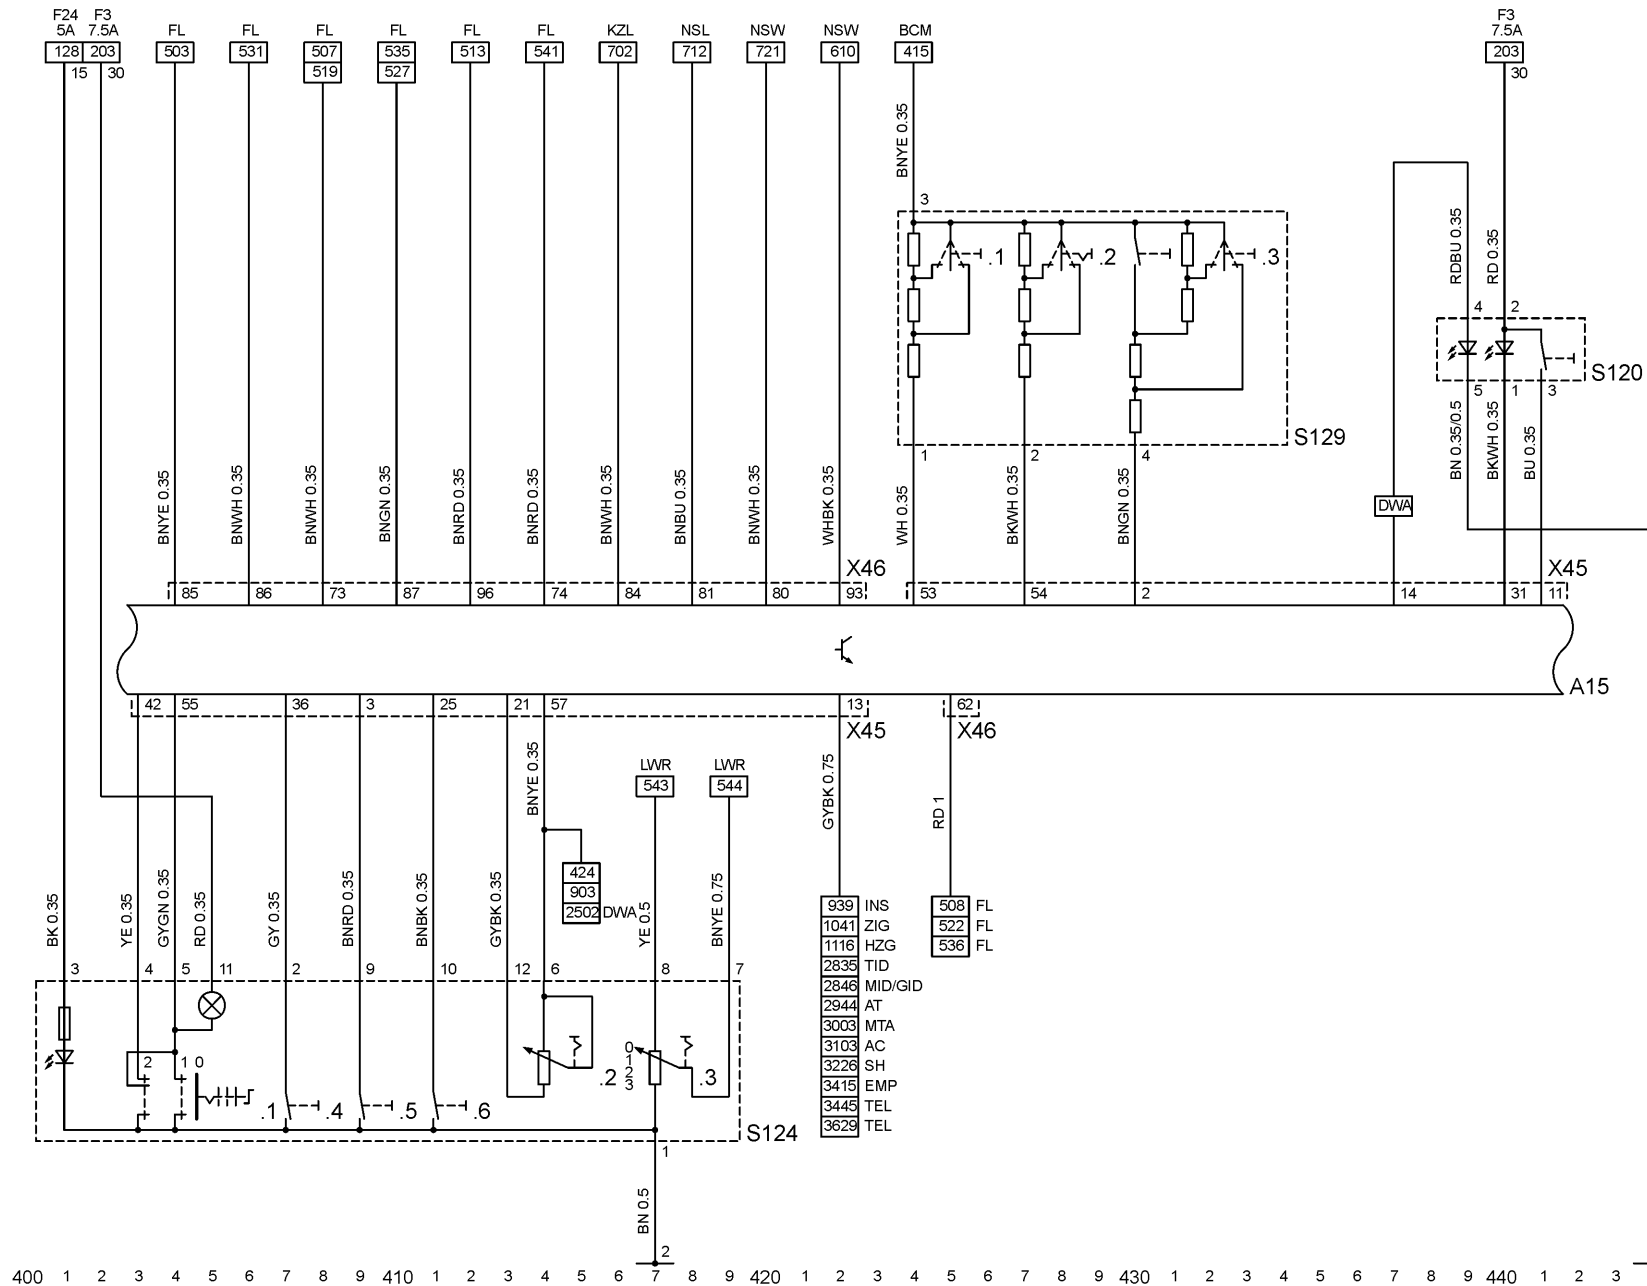 F24 F3 F3
5A 7.5A FL FL FL FL FL FL KZL NSL NSW NSW BCM 7.5A
128 203 503 531 507 535 513 541 702 712 721 610 415 203
15 30 519 527 30
BNYE 0.35
3
RDBU 0.35 RD 0.35
.1 .2 .3
4 2
S120
5 1 3
BN 0.35/0.5 BKWH 0.35 BU 0.35
S129
1 2 4
DWA
BNYE 0.35 BNWH 0.35 BNWH 0.35 BNGN 0.35 BNRD 0.35 BNRD 0.35 BNWH 0.35 BNBU 0.35 BNWH 0.35 WHBK 0.35 WH 0.35 BKWH 0.35 BNGN 0.35
X46 X45
85 86 73 87 96 74 84 81 80 93 53 54 2 14 31 11
A15
42 55 36 3 25 21 57 13 62
X45 X46
BNYE 0.35 LWR LWR GYBK 0.75 RD 1
543 544
424
903
2502 DWA
BK 0.35 YE 0.35 GYGN 0.35 RD 0.35 GY 0.35 BNRD 0.35 BNBK 0.35 GYBK 0.35 YE 0.5 BNYE 0.75
939 INS 508 FL
1041 ZIG 522 FL
1116 HZG 536 FL
2835 TID
2846 MID/GID
2944 AT
3003 MTA
3103 AC
3226 SH
3415 EMP
3445 TEL
3629 TEL
3 4 5 11 2 9 10 12 6 8 7
0
1
2
3
2 1 0
.2 .3
.1 .4 .5 .6
S124
1
BN 0.5
2
400 1 2 3 4 5 6 7 8 9 410 1 2 3 4 5 6 7 8 9 420 1 2 3 4 5 6 7 8 9 430 1 2 3 4 5 6 7 8 9 440 1 2 3